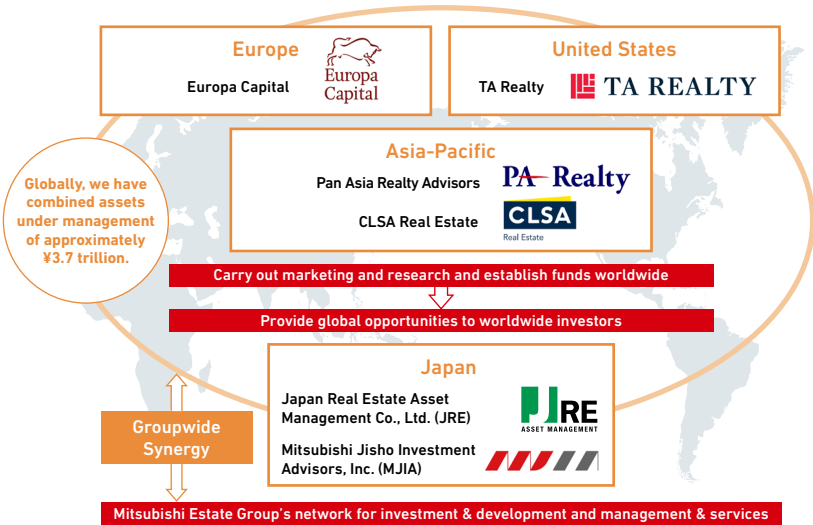 Europe
Europa Capital
Europa
Capital
United States
TA Realty
TA REALTY
Asia-Pacific
Pan Asia Realty Advisors
PA Realty
CLSA Real Estate
CLSA
Real Estate
Globally, we have
combined assets
under management
of approximately
¥3.7 trillion.
Carry out marketing and research and establish funds worldwide
Provide global opportunities to worldwide investors
Japan
Japan Real Estate Asset
Management Co., Ltd. (JRE)
JRE
ASSET MANAGEMENT
Mitsubishi Jisho Investment
Advisors, Inc. (MJIA)
Groupwide
Synergy
Mitsubishi Estate Group's network for investment & development and management & services